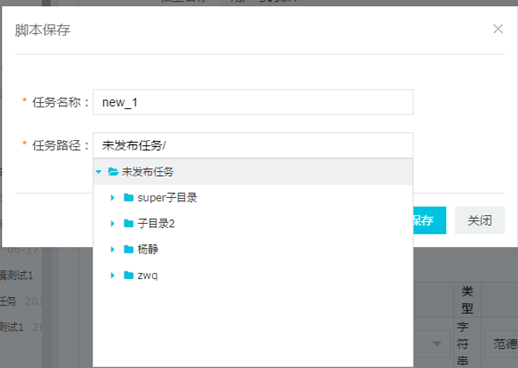 脚本保存
* 任务名称： new_1
* 任务路径： 未发布任务/
未发布任务
super子目录
子目录2
杨静
zwq
保存 关闭
-06-17
测试1
任务 20
测试1 20
类型
字符串
范德